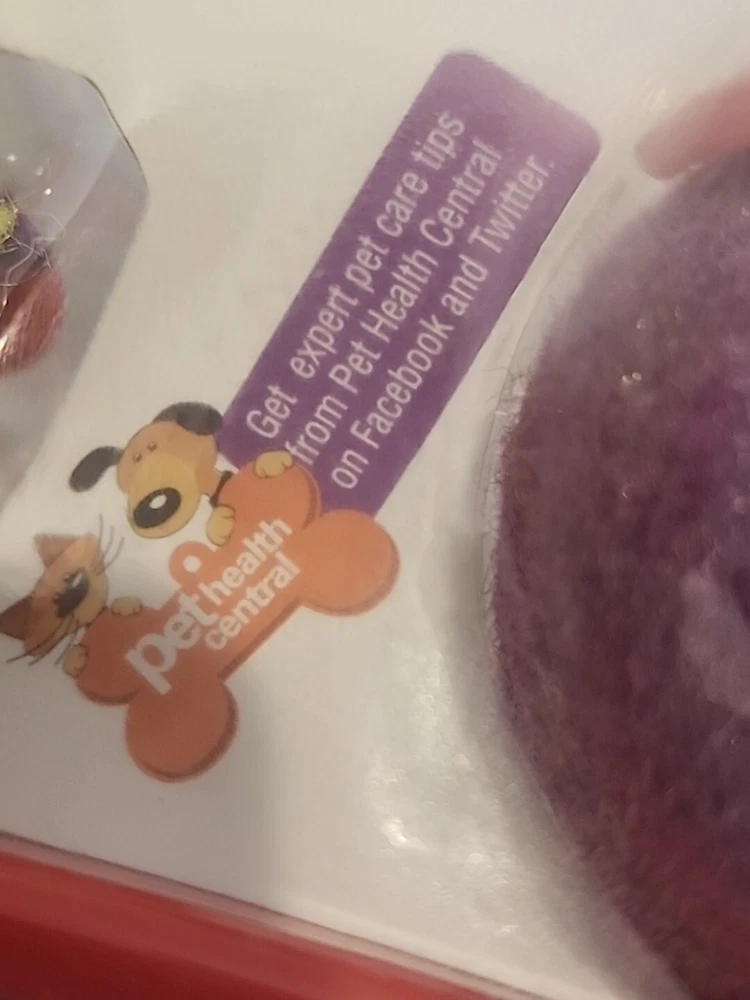 Get expert pet care tips
from Pet Health Central
on Facebook and Twitter.
pet health
central